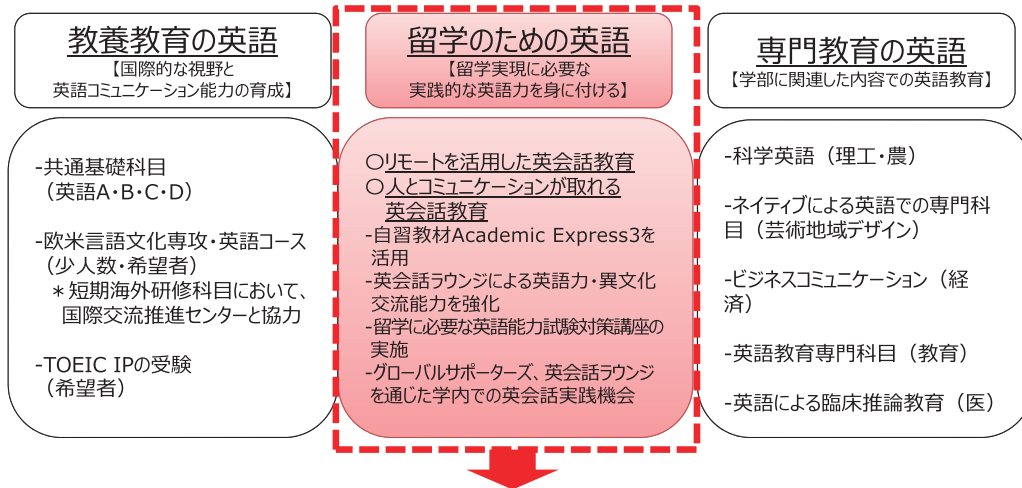 教養教育の英語
【国際的な視野と
英語コミュニケーション能力の育成】
-共通基礎科目
（英語A・B・C・D）
-欧米言語文化専攻・英語コース
（少人数・希望者）
＊短期海外研修科目において、
国際交流推進センターと協力
-TOEIC IPの受験
（希望者）
留学のための英語
【留学実現に必要な
実践的な英語力を身に付ける】
〇リモートを活用した英会話教育
〇人とコミュニケーションが取れる
英会話教育
-自習教材Academic Express3を
活用
-英会話ラウンジによる英語力・異文化
交流能力を強化
-留学に必要な英語能力試験対策講座の
実施
-グローバルサポーターズ、英会話ラウンジ
を通じた学内での英会話実践機会
専門教育の英語
【学部に関連した内容での英語教育】
-科学英語（理工・農）
-ネイティブによる英語での専門科
目（芸術地域デザイン）
-ビジネスコミュニケーション（経
済）
-英語教育専門科目（教育）
-英語による臨床推論教育（医）